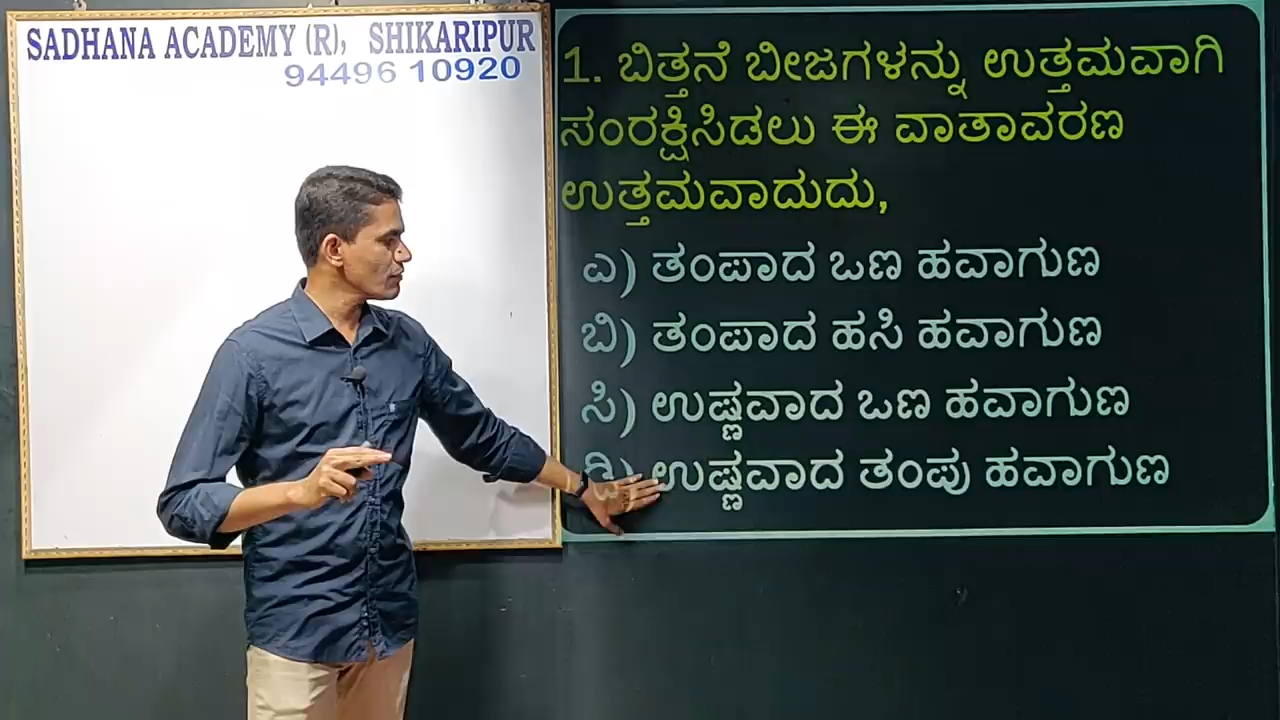 SADHANA ACADEMY (R), SHIKARIPUR
94496 10920
1. ಬಿತ್ತನೆ ಬೀಜಗಳನ್ನು ಉತ್ತಮವಾಗಿ
ಸಂರಕ್ಷಿಸಿಡಲು ಈ ವಾತಾವರಣ
ಉತ್ತಮವಾದುದು,
ಎ) ತಂಪಾದ ಒಣ ಹವಾಗುಣ
ಬಿ) ತಂಪಾದ ಹಸಿ ಹವಾಗುಣ
ಸಿ) ಉಷ್ಣವಾದ ಒಣ ಹವಾಗುಣ
ಡಿ) ಉಷ್ಣವಾದ ತಂಪು ಹವಾಗುಣ